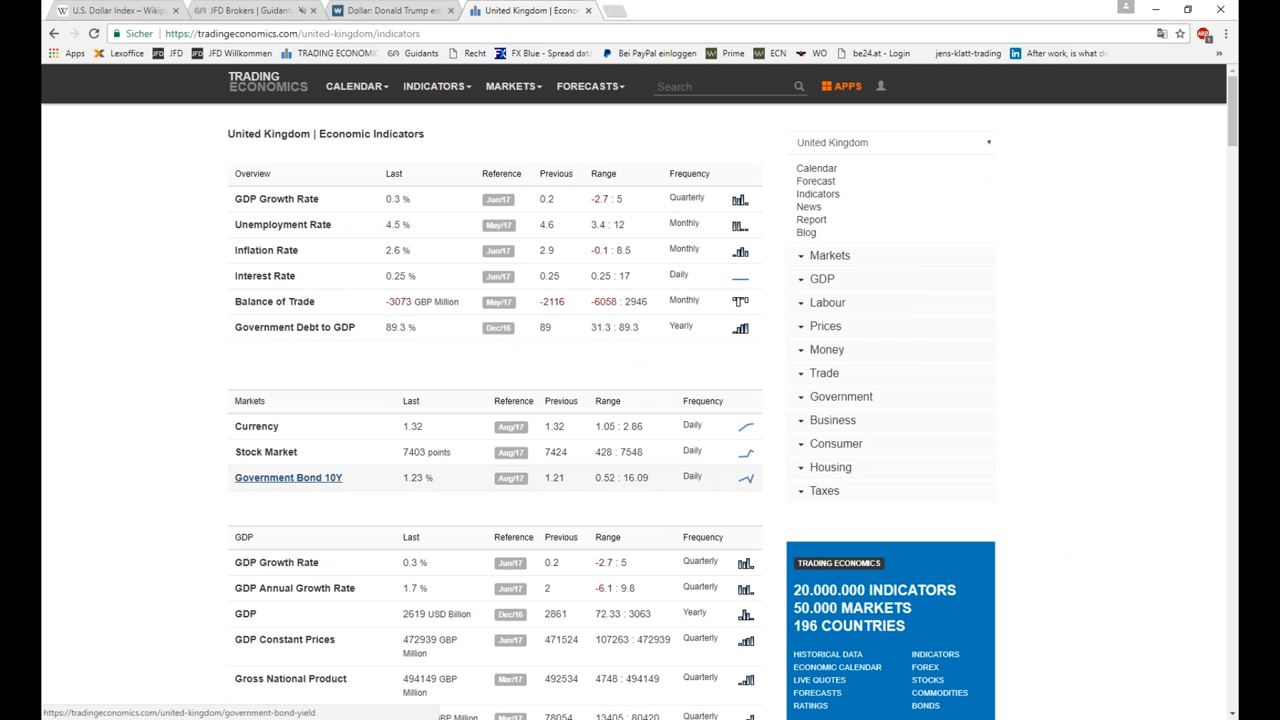 U.S. Dollar Index – Wikip
JFD Brokers | Guidants
Dollar: Donald Trump er
United Kingdom | Econo
Sicher
https://tradingeconomics.com/united-kingdom/indicators
Apps
Lexoffice
JFD
JFD Willkommen
TRADING ECONOMIC
Guidants
Recht
FX Blue - Spread data
Bei PayPal einloggen
Prime
ECN
WO
be24.at - Login
jens-klatt-trading
After work, is what d
»
TRADING
ECONOMICS
CALENDAR
INDICATORS
MARKETS
FORECASTS
Search
APPS
United Kingdom | Economic Indicators
Overview Last Reference Previous Range Frequency
GDP Growth Rate 0.3 % Jun/17 0.2 -2.7 : 5 Quarterly
Unemployment Rate 4.5 % May/17 4.6 3.4 : 12 Monthly
Inflation Rate 2.6 % Jun/17 2.9 -0.1 : 8.5 Monthly
Interest Rate 0.25 % Jun/17 0.25 0.25 : 17 Daily
Balance of Trade -3073 GBP Million May/17 -2116 -6058 : 2946 Monthly
Government Debt to GDP 89.3 % Dec/16 89 31.3 : 89.3 Yearly
Markets Last Reference Previous Range Frequency
Currency 1.32 Aug/17 1.32 1.05 : 2.86 Daily
Stock Market 7403 points Aug/17 7424 428 : 7548 Daily
Government Bond 10Y 1.23 % Aug/17 1.21 0.52 : 16.09 Daily
GDP Last Reference Previous Range Frequency
GDP Growth Rate 0.3 % Jun/17 0.2 -2.7 : 5 Quarterly
GDP Annual Growth Rate 1.7 % Jun/17 2 -6.1 : 9.8 Quarterly
GDP 2619 USD Billion Dec/16 2861 72.33 : 3063 Yearly
GDP Constant Prices 472939 GBP Jun/17 471524 107263 : 472939 Quarterly
Million
Gross National Product 494149 GBP Mar/17 492534 4748 : 494149 Quarterly
Million
GBP Million Mar/17 78054 13405 : 80420 Quarterly
United Kingdom
Calendar
Forecast
Indicators
News
Report
Blog
Markets
GDP
Labour
Prices
Money
Trade
Government
Business
Consumer
Housing
Taxes
TRADING ECONOMICS
20.000.000 INDICATORS
50.000 MARKETS
196 COUNTRIES
HISTORICAL DATA INDICATORS
ECONOMIC CALENDAR FOREX
LIVE QUOTES STOCKS
FORECASTS COMMODITIES
RATINGS BONDS
https://tradingeconomics.com/united-kingdom/government-bond-yield